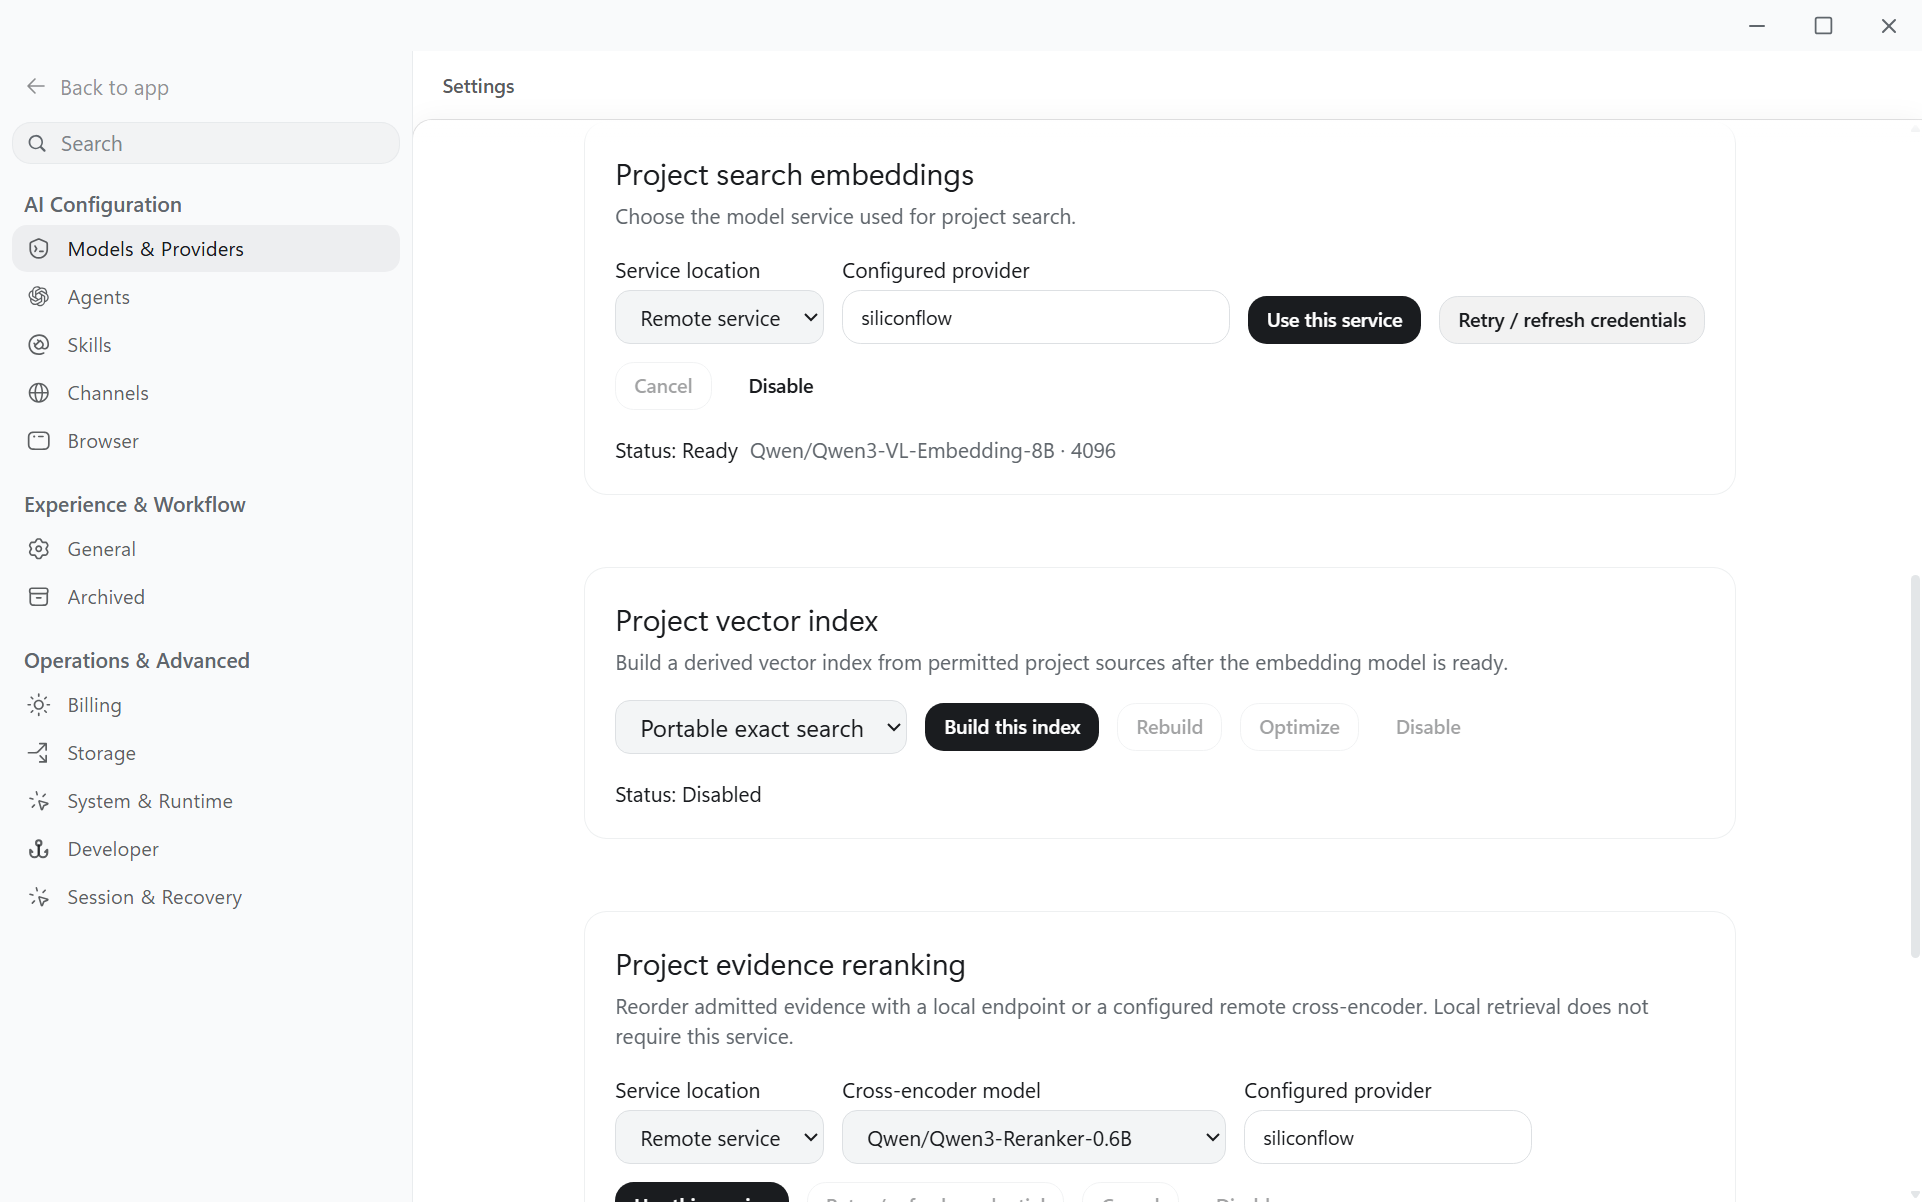 Back to app
Search
AI Configuration
Models & Providers
Agents
Skills
Channels
Browser
Experience & Workflow
General
Archived
Operations & Advanced
Billing
Storage
System & Runtime
Developer
Session & Recovery
Settings
Project search embeddings
Choose the model service used for project search.
Service location
Configured provider
Remote service
siliconflow
Use this service
Retry / refresh credentials
Cancel
Disable
Status: Ready Qwen/Qwen3-VL-Embedding-8B · 4096
Project vector index
Build a derived vector index from permitted project sources after the embedding model is ready.
Portable exact search
Build this index
Rebuild
Optimize
Disable
Status: Disabled
Project evidence reranking
Reorder admitted evidence with a local endpoint or a configured remote cross-encoder. Local retrieval does not
require this service.
Service location
Cross-encoder model
Configured provider
Remote service
Qwen/Qwen3-Reranker-0.6B
siliconflow